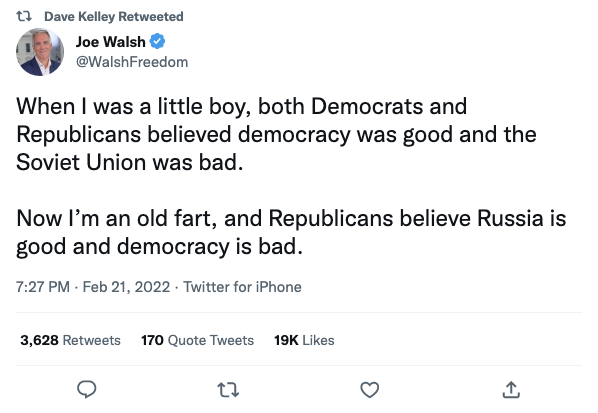 Dave Kelley Retweeted
Joe Walsh
@WalshFreedom
When I was a little boy, both Democrats and
Republicans believed democracy was good and the
Soviet Union was bad.
Now I’m an old fart, and Republicans believe Russia is
good and democracy is bad.
7:27 PM · Feb 21, 2022 · Twitter for iPhone
3,628 Retweets 170 Quote Tweets 19K Likes